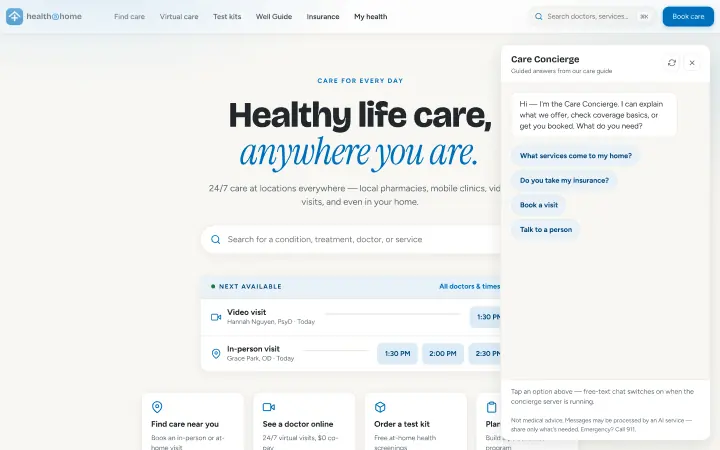 health@home
Find care
Virtual care
Test kits
Well Guide
Insurance
My health
Search doctors, services...
⌘K
Book care
CARE FOR EVERY DAY
Healthy life care,
anywhere you are.
24/7 care at locations everywhere — local pharmacies, mobile clinics,
visits, and even in your home.
Search for a condition, treatment, doctor, or service
NEXT AVAILABLE
All doctors & times
Video visit
Hannah Nguyen, PsyD · Today
1:30 PM
In-person visit
Grace Park, OD · Today
1:30 PM
2:00 PM
2:30 PM
Find care near you
Book an in-person or at-
home visit
See a doctor online
24/7 virtual visits, $0 co-
pay
Order a test kit
Free at-home health
screenings
Plan
Build
program
Care Concierge
Guided answers from our care guide
Hi — I'm the Care Concierge. I can explain
what we offer, check coverage basics, or
get you booked. What do you need?
What services come to my home?
Do you take my insurance?
Book a visit
Talk to a person
Tap an option above — free-text chat switches on when the
concierge server is running.
Not medical advice. Messages may be processed by an AI service —
share only what's needed. Emergency? Call 911.